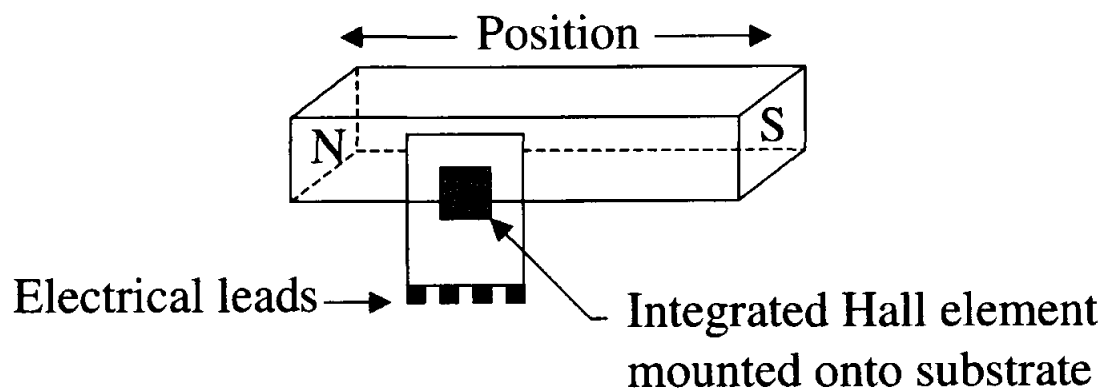 Position
N
S
Electrical leads
Integrated Hall element
mounted onto substrate